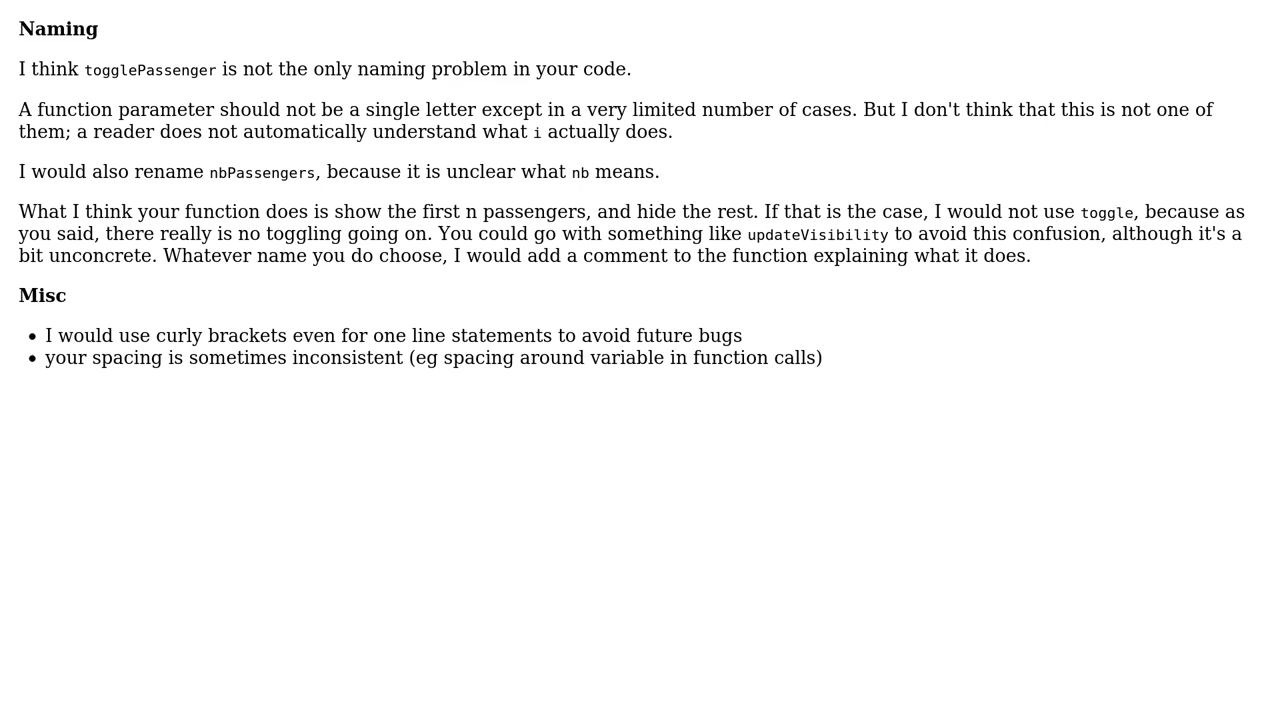 Naming
I think togglePassenger is not the only naming problem in your code.
A function parameter should not be a single letter except in a very limited number of cases. But I don't think that this is not one of
them; a reader does not automatically understand what i actually does.
I would also rename nbPassengers, because it is unclear what nb means.
What I think your function does is show the first n passengers, and hide the rest. If that is the case, I would not use toggle, because as
you said, there really is no toggling going on. You could go with something like updateVisibility to avoid this confusion, although it's a
bit unconcrete. Whatever name you do choose, I would add a comment to the function explaining what it does.
Misc
• I would use curly brackets even for one line statements to avoid future bugs
• your spacing is sometimes inconsistent (eg spacing around variable in function calls)